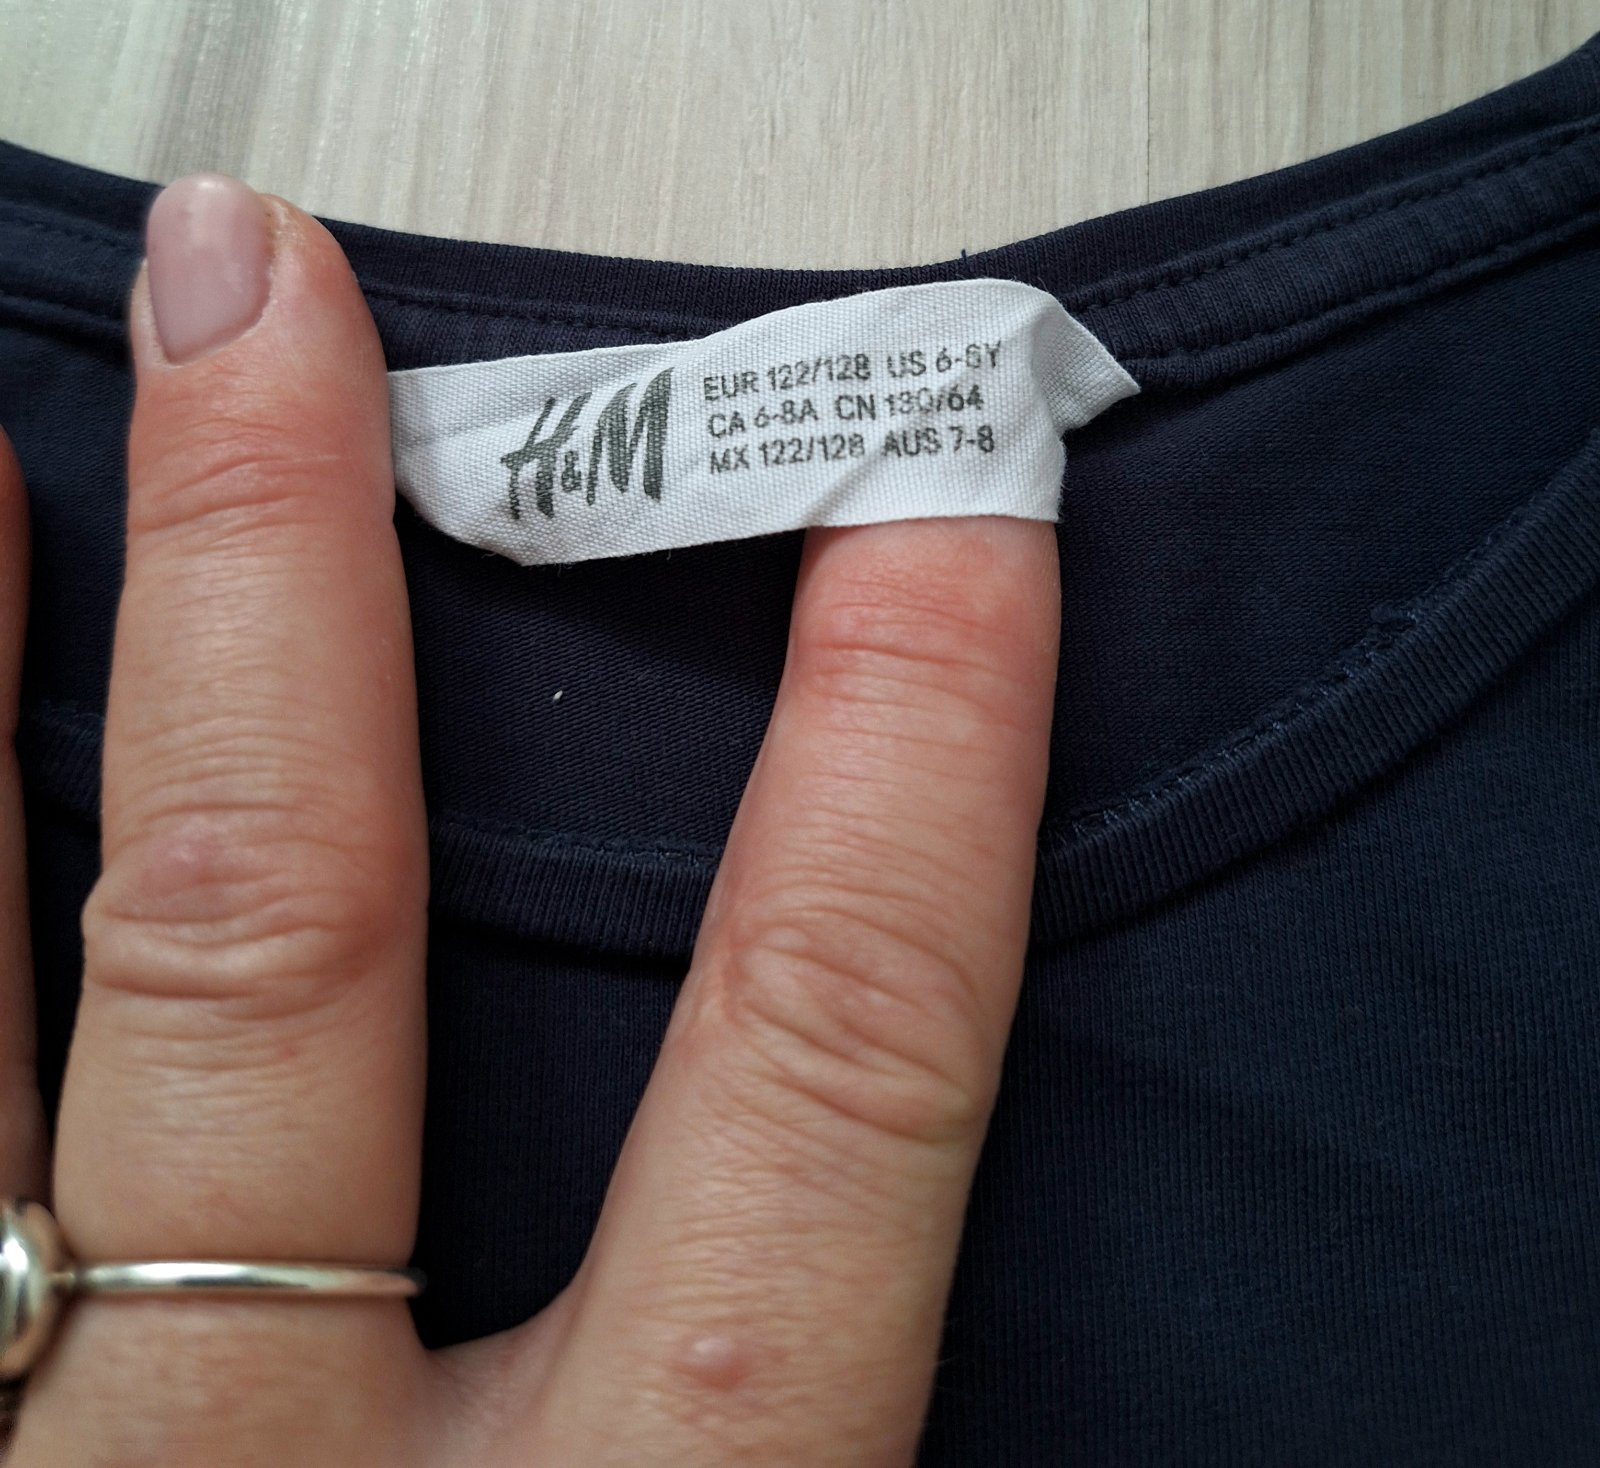 H&M
EUR 122/128 US 6-8Y
CA 6-8A CN 130/64
MX 122/128 AUS 7-8